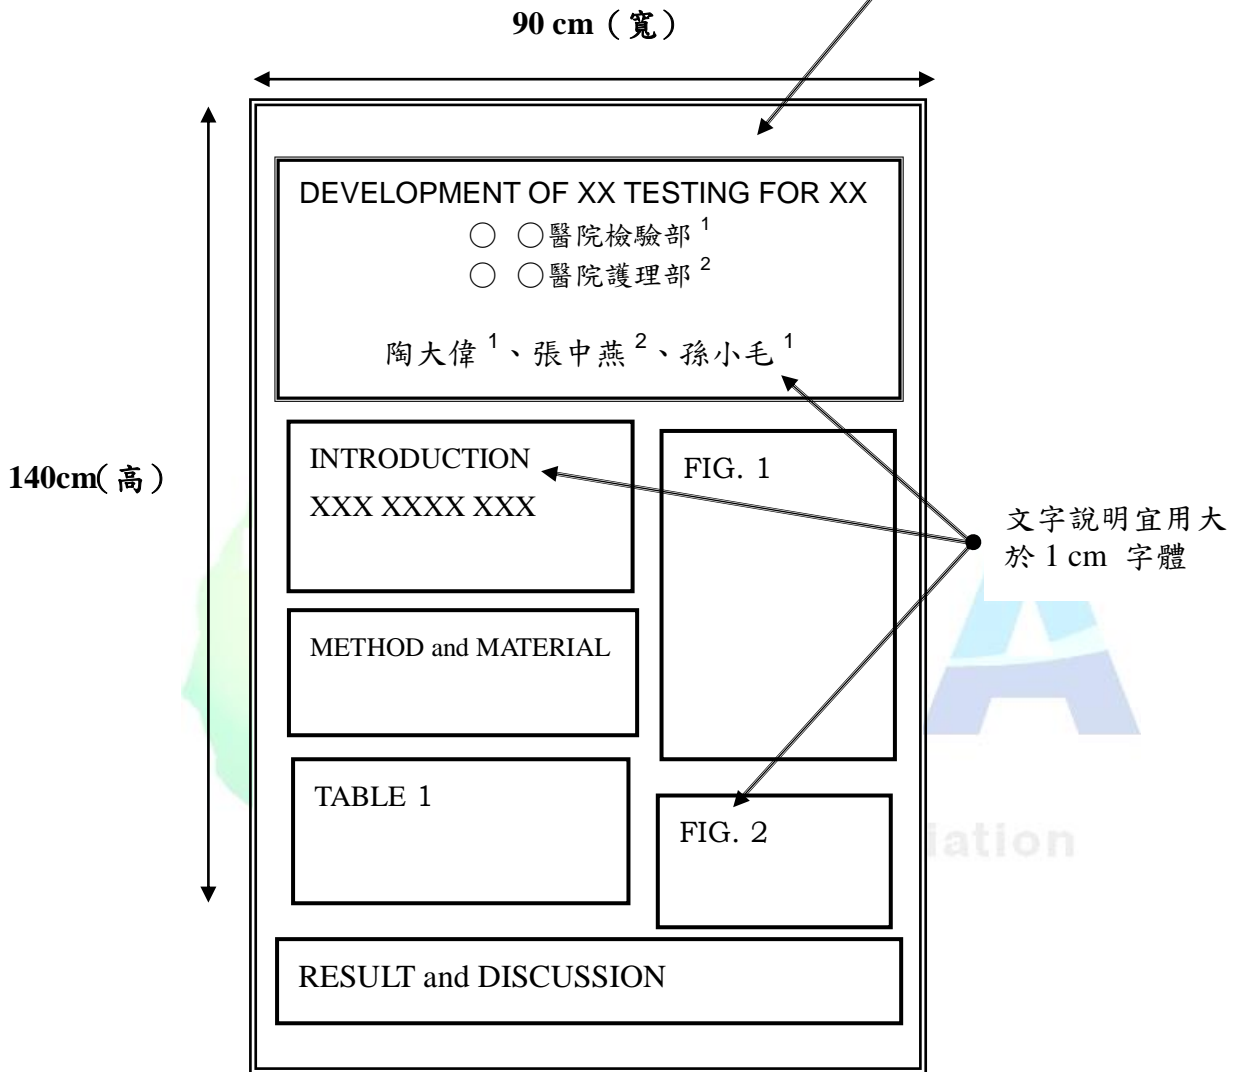 90 cm（寬）
DEVELOPMENT OF XX TESTING FOR XX
○ ○醫院檢驗部 1
○ ○醫院護理部 2
陶大偉 1、張中燕 2、孫小毛 1
140cm(高）
INTRODUCTION
XXX XXXX XXX
FIG. 1
文字說明宜用大
於 1 cm 字體
METHOD and MATERIAL
TABLE 1
FIG. 2
RESULT and DISCUSSION